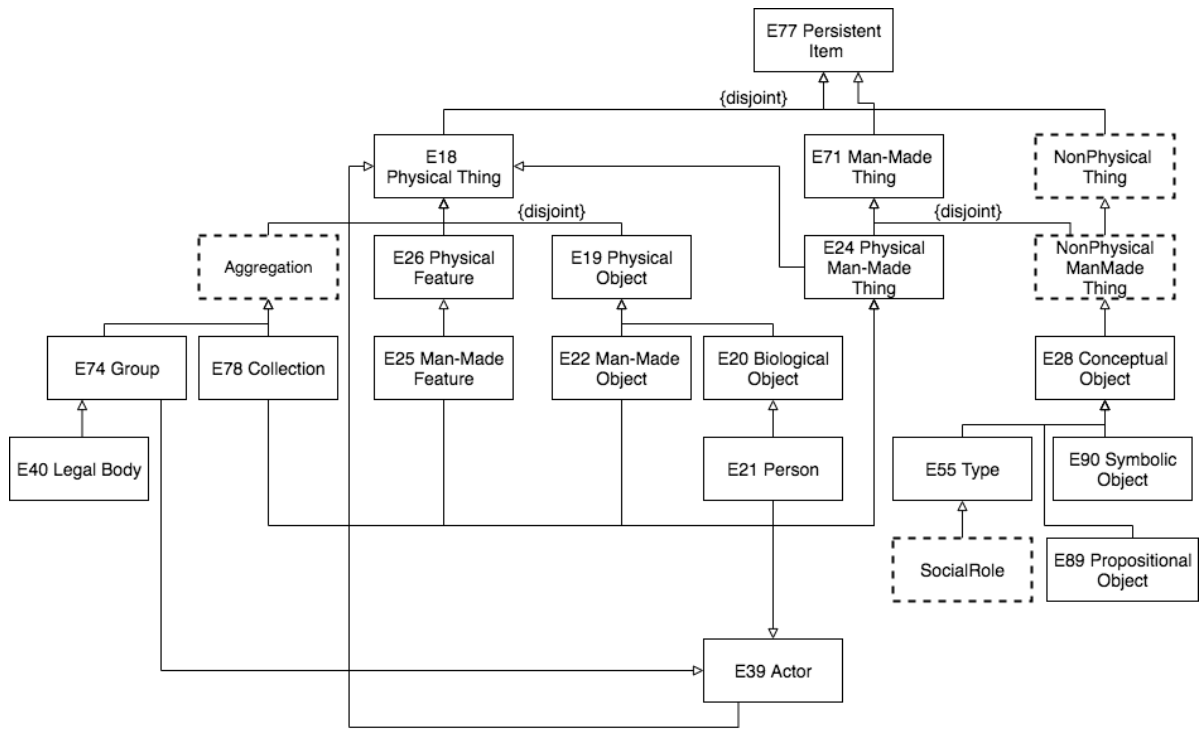 E77 Persistent
Item
{disjoint}
E18
Physical Thing
E71 Man-Made
Thing
NonPhysical
Thing
{disjoint}
{disjoint}
Aggregation
E26 Physical
Feature
E19 Physical
Object
E24 Physical
Man-Made
Thing
NonPhysical
ManMade
Thing
E74 Group
E78 Collection
E25 Man-Made
Feature
E22 Man-Made
Object
E20 Biological
Object
E28 Conceptual
Object
E40 Legal Body
E21 Person
E55 Type
E90 Symbolic
Object
SocialRole
E89 Propositional
Object
E39 Actor